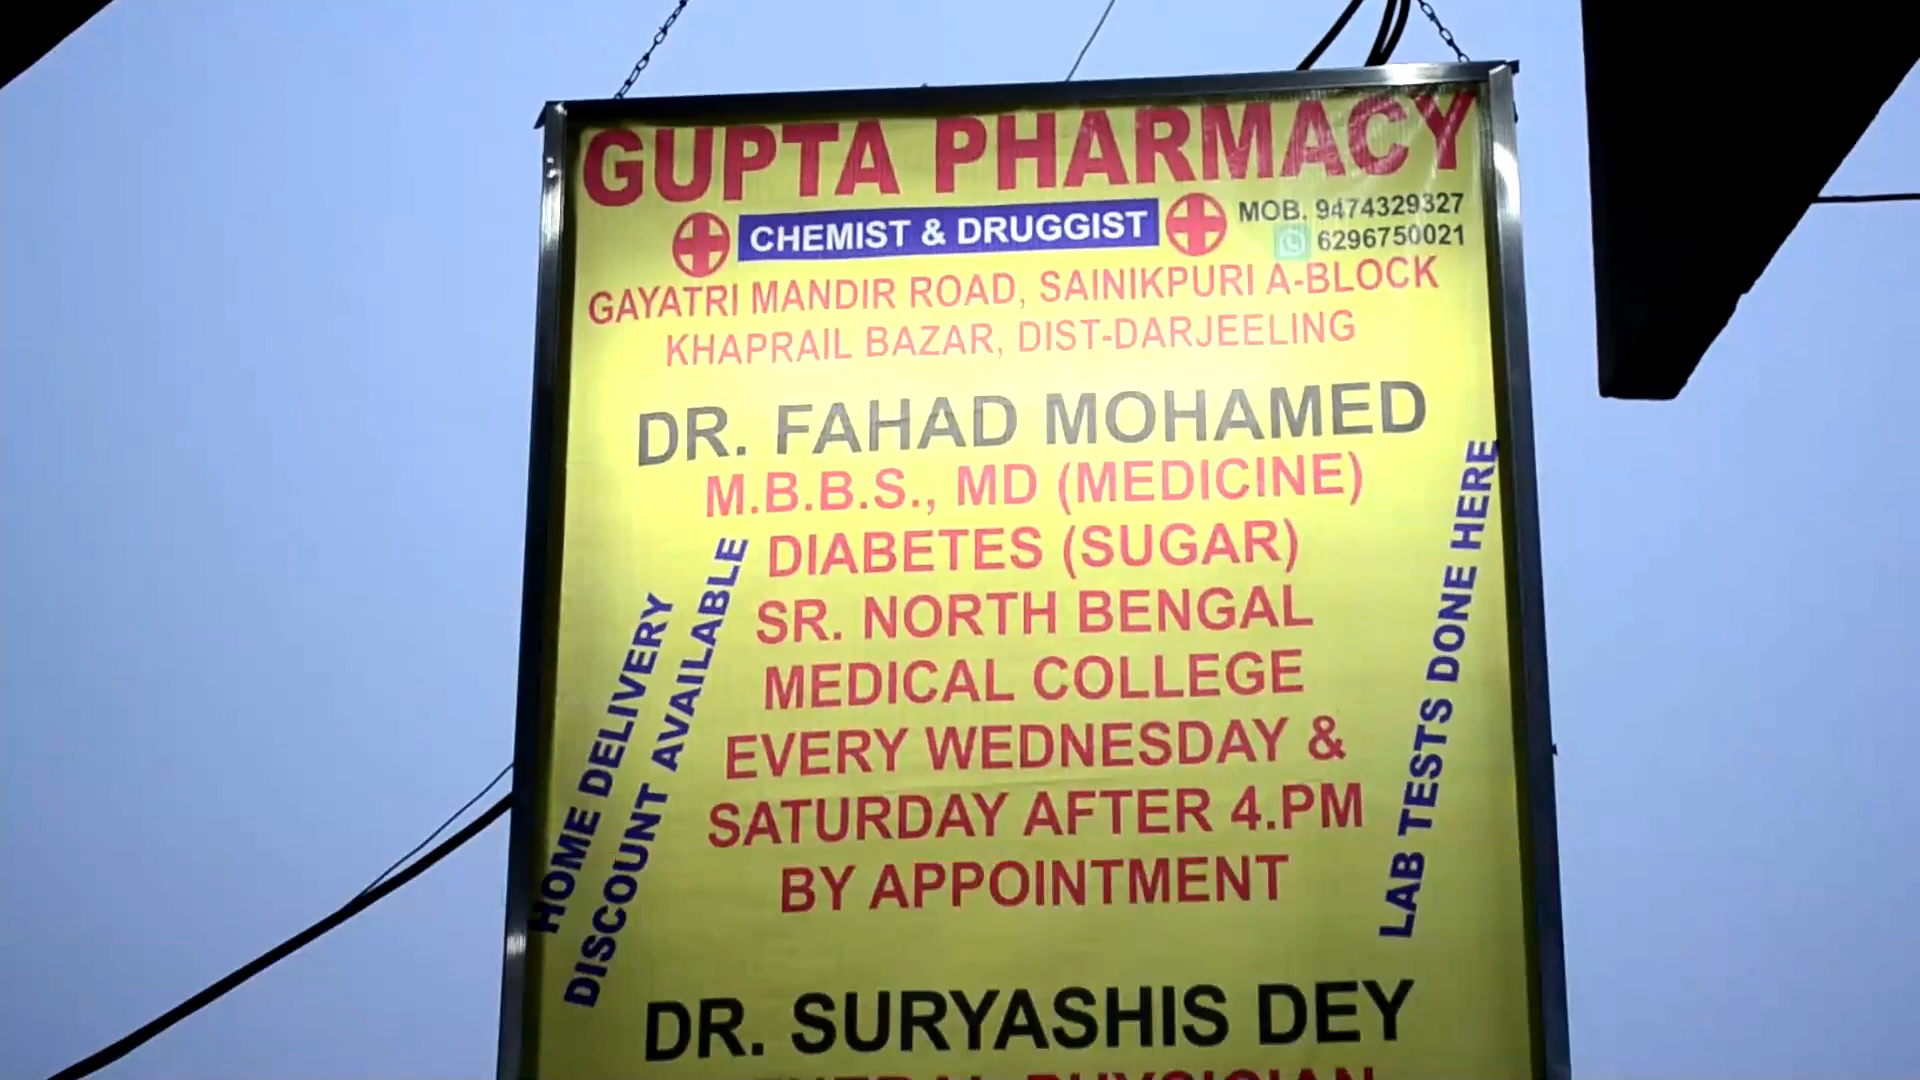 GUPTA PHARMACY
CHEMIST & DRUGGIST
MOB. 9474329327
6296750021
GAYATRI MANDIR ROAD, SAINIKPURI A-BLOCK
KHAPRAIL BAZAR, DIST-DARJEELING
DR. FAHAD MOHAMED
M.B.B.S., MD (MEDICINE)
DIABETES (SUGAR)
SR. NORTH BENGAL
MEDICAL COLLEGE
EVERY WEDNESDAY &
SATURDAY AFTER 4.PM
BY APPOINTMENT
HOME DELIVERY
DISCOUNT AVAILABLE
LAB TESTS DONE HERE
DR. SURYASHIS DEY
PHYSICIAN